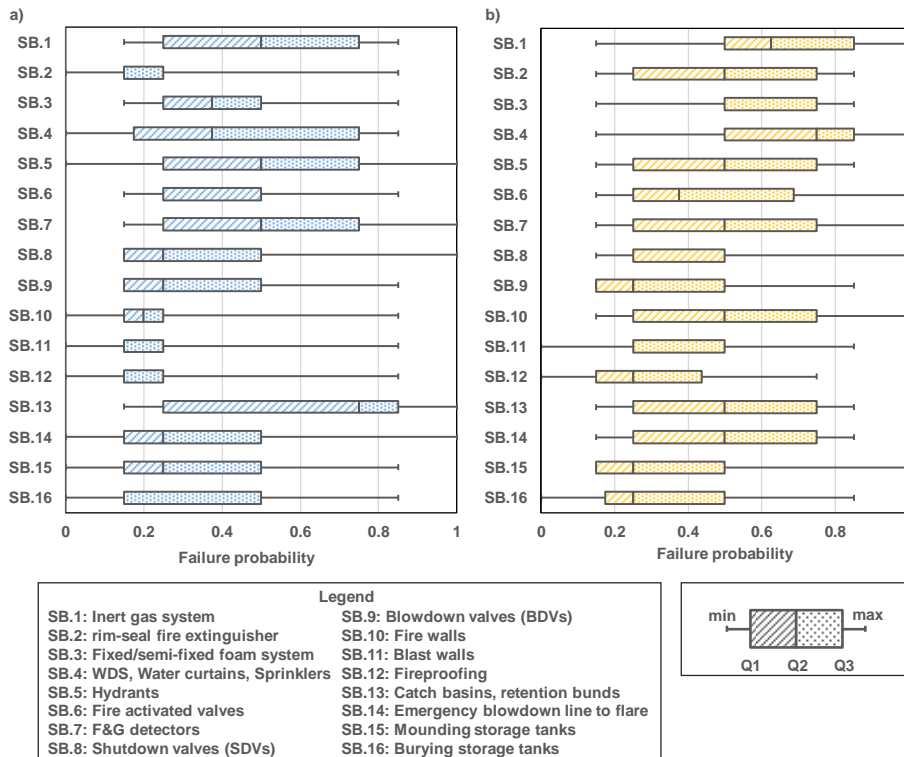 a)
SB.1
SB.2
SB.3
SB.4
SB.5
SB.6
SB.7
SB.8
SB.9
SB.10
SB.11
SB.12
SB.13
SB.14
SB.15
SB.16
0 0.2 0.4 0.6 0.8 1
Failure probability
b)
SB.1
SB.2
SB.3
SB.4
SB.5
SB.6
SB.7
SB.8
SB.9
SB.10
SB.11
SB.12
SB.13
SB.14
SB.15
SB.16
0 0.2 0.4 0.6 0.8
Failure probability
Legend
SB.1: Inert gas system
SB.2: rim-seal fire extinguisher
SB.3: Fixed/semi-fixed foam system
SB.4: WDS, Water curtains, Sprinklers
SB.5: Hydrants
SB.6: Fire activated valves
SB.7: F&G detectors
SB.8: Shutdown valves (SDVs)
SB.9: Blowdown valves (BDVs)
SB.10: Fire walls
SB.11: Blast walls
SB.12: Fireproofing
SB.13: Catch basins, retention bunds
SB.14: Emergency blowdown line to flare
SB.15: Mounding storage tanks
SB.16: Burying storage tanks
min max
Q1 Q2 Q3